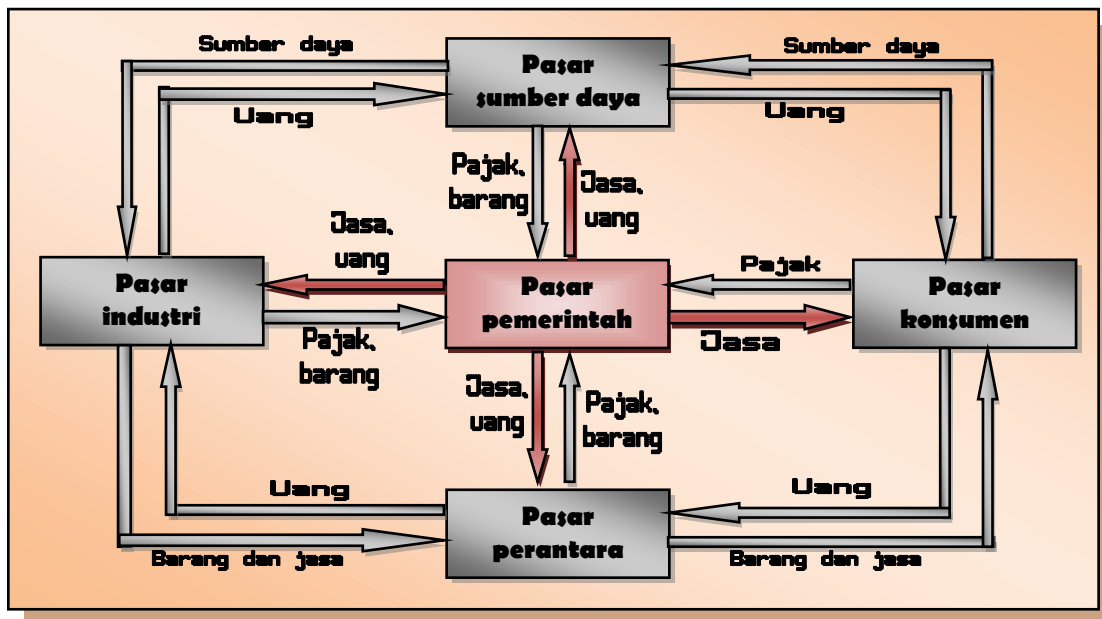 Sumber daya
Sumber daya
Pasar
sumber daya
Uang
Uang
Pajak,
barang
Jasa,
uang
Jasa,
uang
Pasar
industri
Pasar
pemerintah
Pajak
Pasar
konsumen
Pajak,
barang
Jasa
Jasa,
uang
Pajak,
barang
Uang
Uang
Pasar
perantara
Barang dan jasa
Barang dan jasa